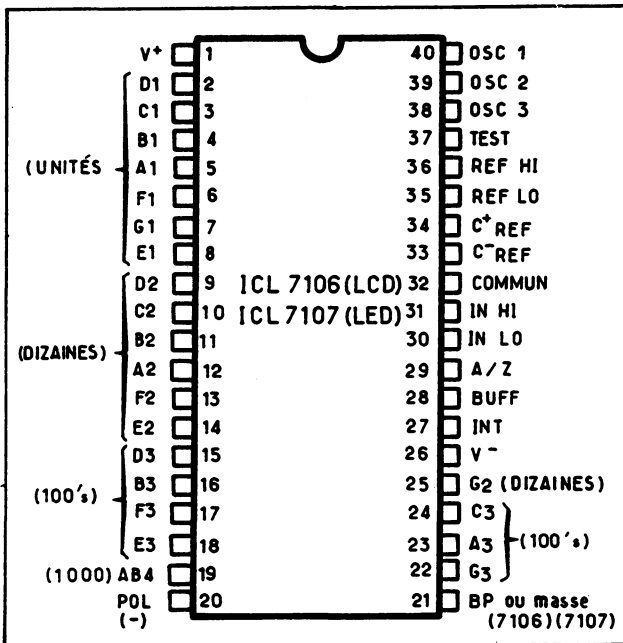 V+ 1 40 OSC 1
D1 2 39 OSC 2
C1 3 38 OSC 3
B1 4 37 TEST
(UNITÉS A1 5 36 REF HI
F1 6 35 REF LO
G1 7 34 C+REF
E1 8 33 C-REF
D2 9 ICL 7106(LCD) 32 COMMUN
C2 10 ICL 7107(LED) 31 IN HI
B2 11 30 IN LO
(DIZAINES) A2 12 29 A/Z
F2 13 28 BUFF
E2 14 27 INT
D3 15 26 V-
(100's) B3 16 25 G2 (DIZAINES)
F3 17 24 C3
E3 18 23 A3 (100's)
(1000) AB4 19 22 G3
POL 20 21 BP ou masse
(-) (7106)(7107)